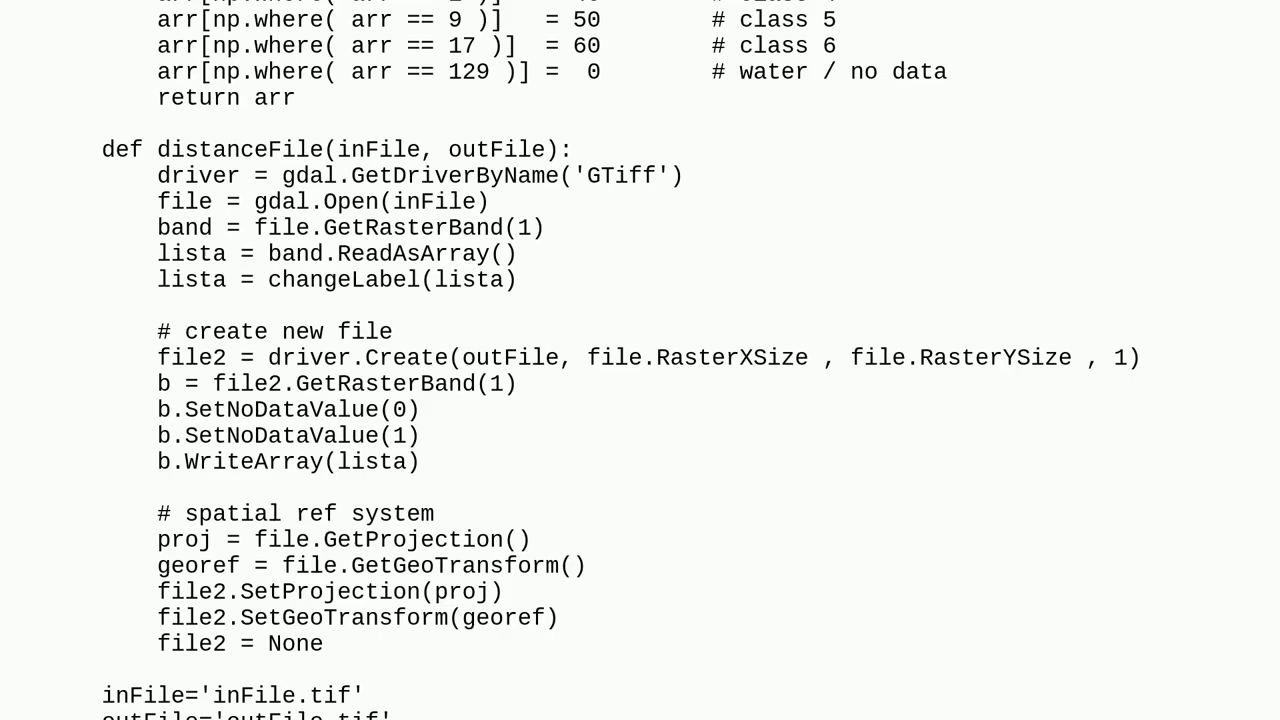 arr[np.where( arr == 9 )]   = 50        # class 5
arr[np.where( arr == 17 )]  = 60        # class 6
arr[np.where( arr == 129 )] =  0        # water / no data
return arr
def distanceFile(inFile, outFile):
driver = gdal.GetDriverByName('GTiff')
file = gdal.Open(inFile)
band = file.GetRasterBand(1)
lista = band.ReadAsArray()
lista = changeLabel(lista)
# create new file
file2 = driver.Create(outFile, file.RasterXSize , file.RasterYSize , 1)
b = file2.GetRasterBand(1)
b.SetNoDataValue(0)
b.SetNoDataValue(1)
b.WriteArray(lista)
# spatial ref system
proj = file.GetProjection()
georef = file.GetGeoTransform()
file2.SetProjection(proj)
file2.SetGeoTransform(georef)
file2 = None
inFile='inFile.tif'
outFile='outFile.tif'